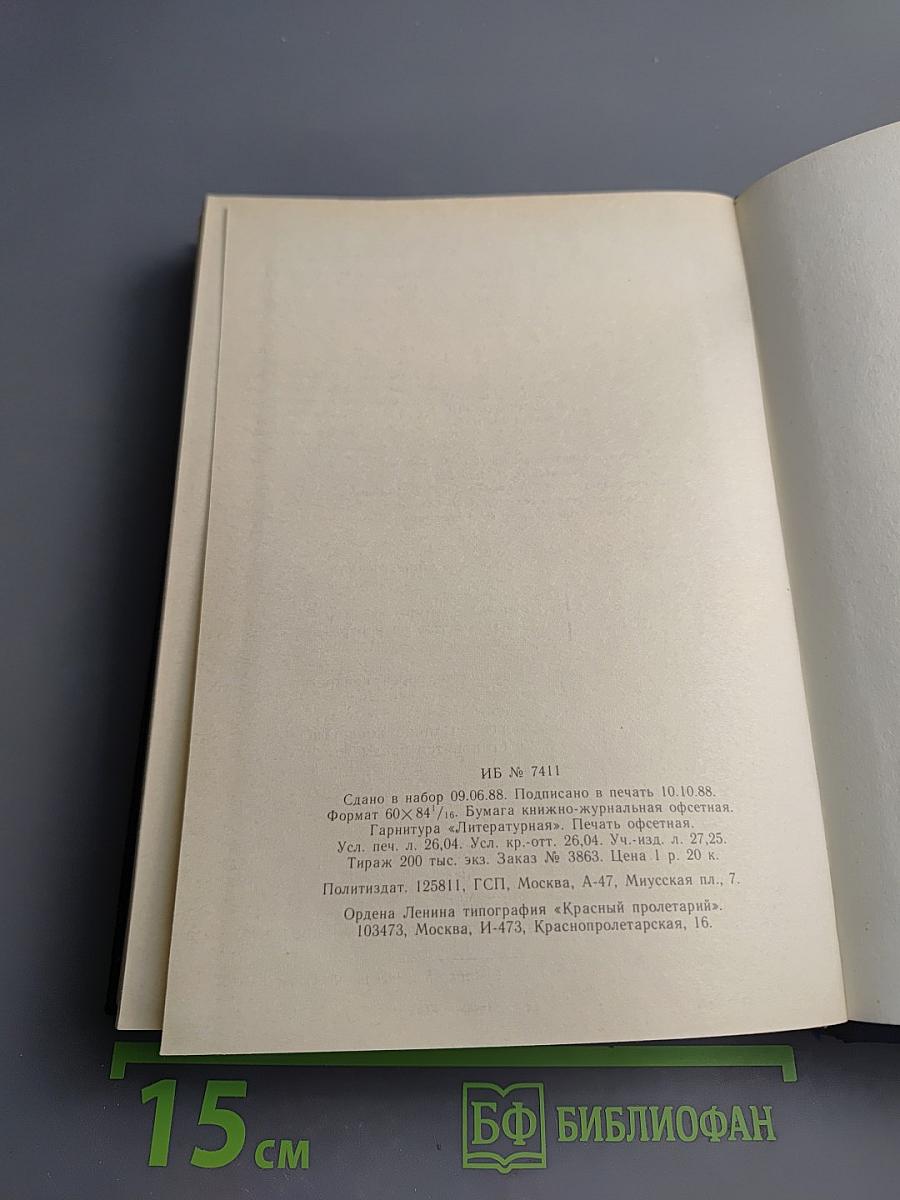 ИБ № 7411
Сдано в набор 09.06.88. Подписано в печать 10.10.88.
Формат 60×84¹/₁₆. Бумага книжно-журнальная офсетная.
Гарнитура «Литературная». Печать офсетная.
Усл. печ. л. 26,04. Усл. кр.-отт. 26,04. Уч.-изд. л. 27,25.
Тираж 200 тыс. экз. Заказ № 3863. Цена 1 р. 20 к.
Политиздат. 125811, ГСП, Москва, А-47, Миусская пл., 7.
Ордена Ленина типография «Красный пролетарий».
103473, Москва, И-473, Краснопролетарская, 16.
15 см
БФ БИБЛИОФАН